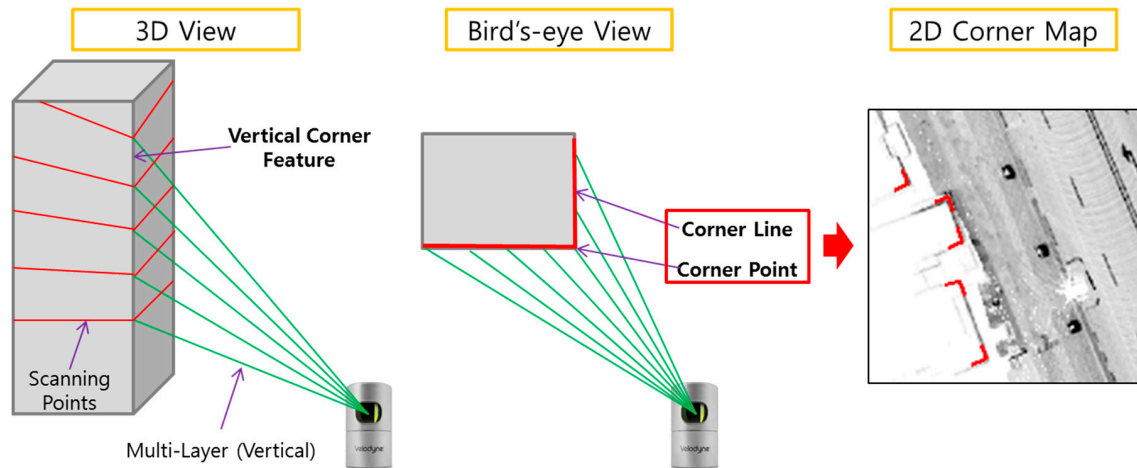 3D View
Bird's-eye View
2D Corner Map
Vertical Corner
Feature
Corner Line
Corner Point
Scanning
Points
Multi-Layer (Vertical)
Velodyne
Velodyne